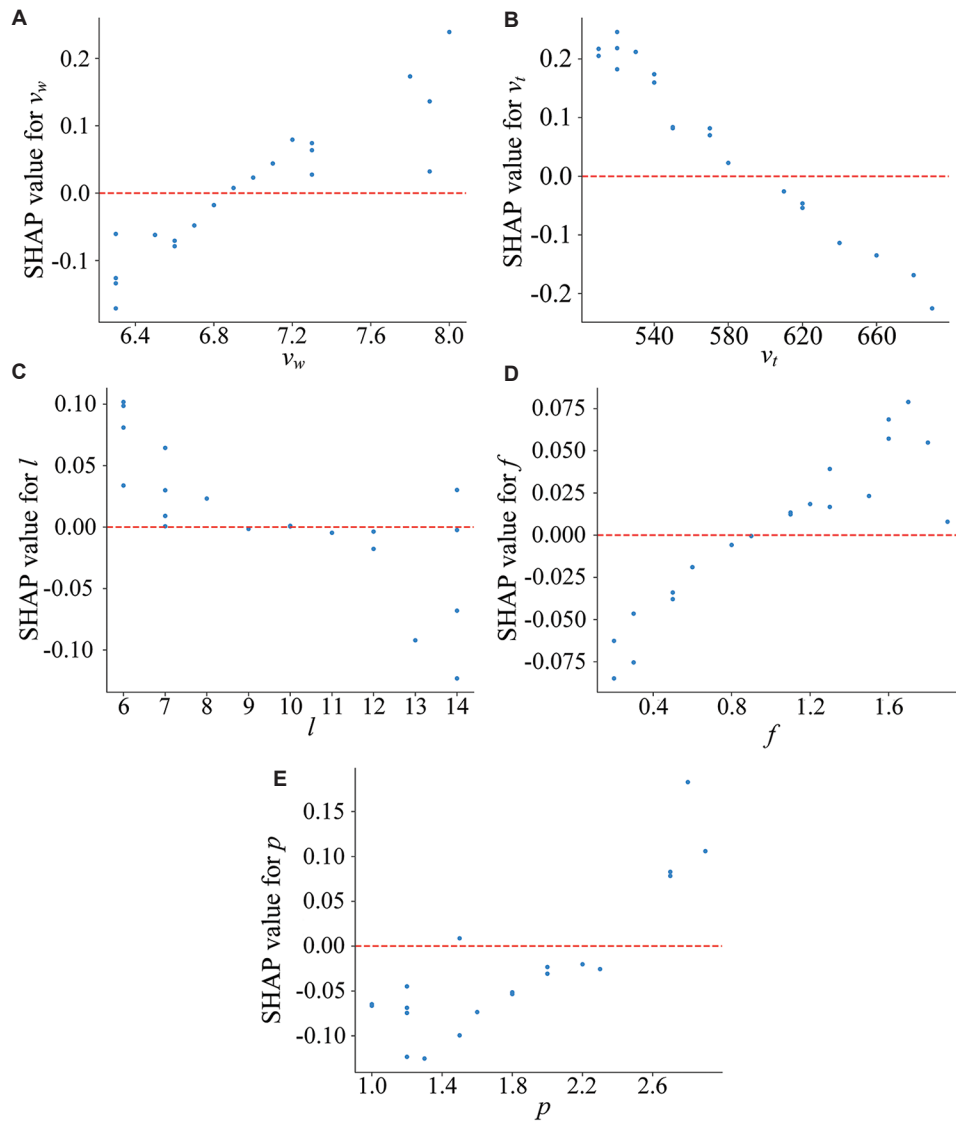 A
SHAP value for v_w
0.2
0.1
0.0
-0.1
6.4 6.8 7.2 7.6 8.0
v_w
B
SHAP value for v_t
0.2
0.1
0.0
-0.1
-0.2
540 580 620 660
v_t
C
SHAP value for l
0.10
0.05
0.00
-0.05
-0.10
6 7 8 9 10 11 12 13 14
l
D
SHAP value for f
0.075
0.050
0.025
0.000
-0.025
-0.050
-0.075
0.4 0.8 1.2 1.6
f
E
SHAP value for p
0.15
0.10
0.05
0.00
-0.05
-0.10
1.0 1.4 1.8 2.2 2.6
p